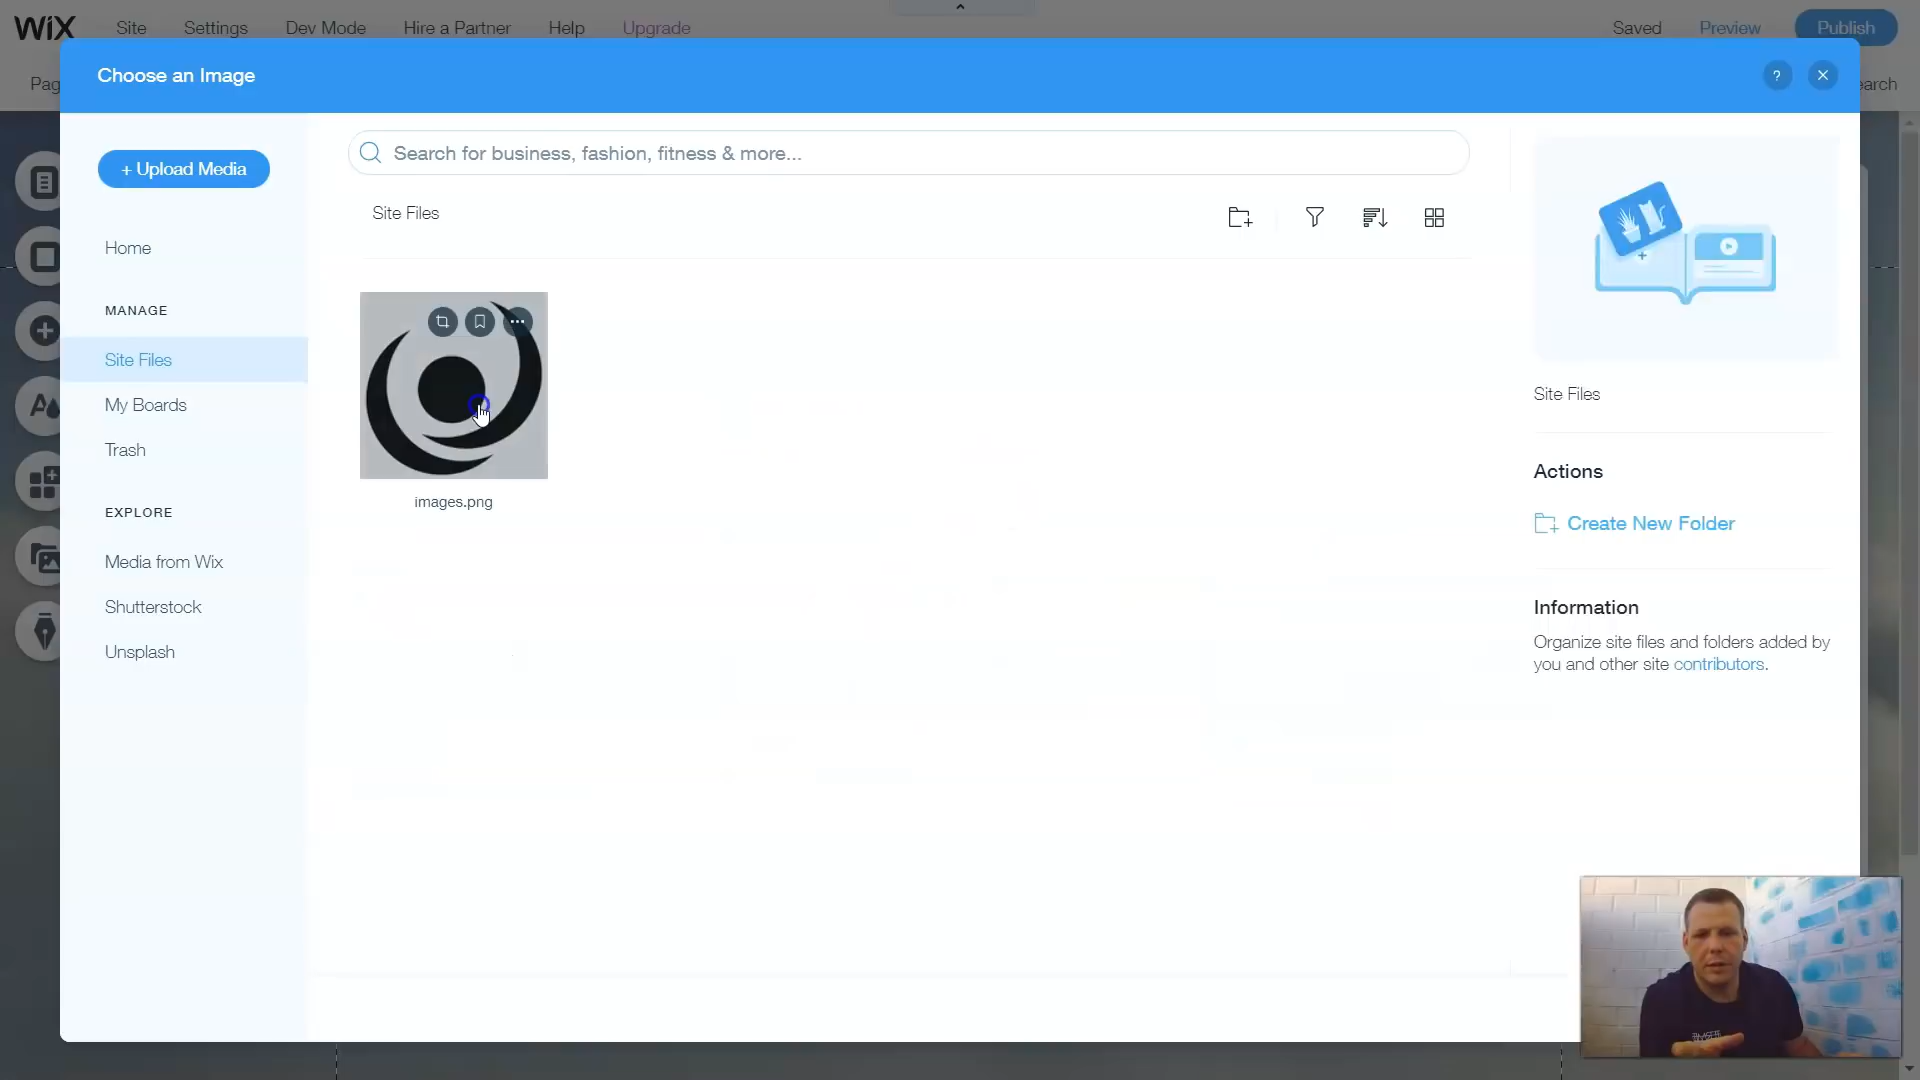 WiX Site Settings Dev Mode Hire a Partner Help Upgrade Saved Preview Publish
Pag
earch
Choose an Image ?
+ Upload Media
Search for business, fashion, fitness & more...
Site Files
Home
MANAGE
Site Files
My Boards
Trash
EXPLORE
Media from Wix
Shutterstock
Unsplash
images.png
Site Files
Actions
Create New Folder
Information
Organize site files and folders added by
you and other site contributors.